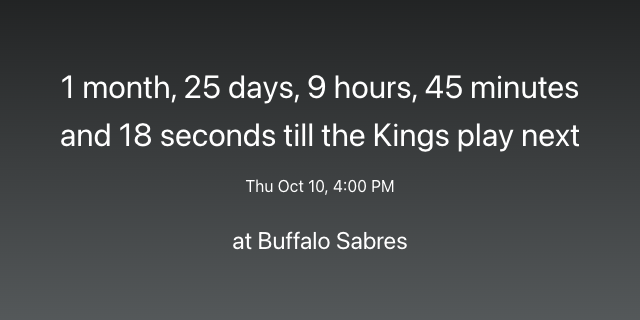 1 month, 25 days, 9 hours, 45 minutes
and 18 seconds till the Kings play next
Thu Oct 10, 4:00 PM
at Buffalo Sabres